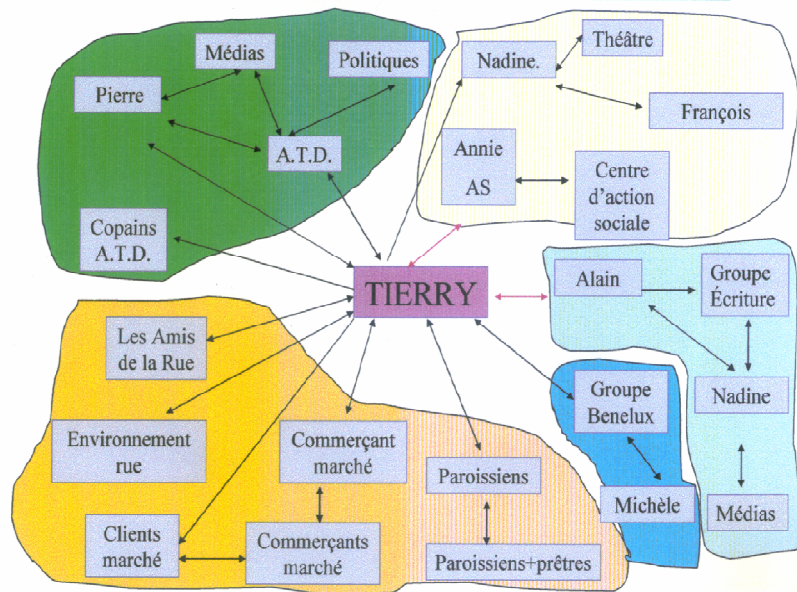 Médias
Politiques
Pierre
A.T.D.
Copains
A.T.D.
Nadine.
Théâtre
François
Annie
AS
Centre
d'action
sociale
TIERRY
Alain
Groupe
Écriture
Nadine
Médias
Groupe
Benelux
Michèle
Les Amis
de la Rue
Environnement
rue
Commerçant
marché
Clients
marché
Commerçants
marché
Paroissiens
Paroissiens+prêtres